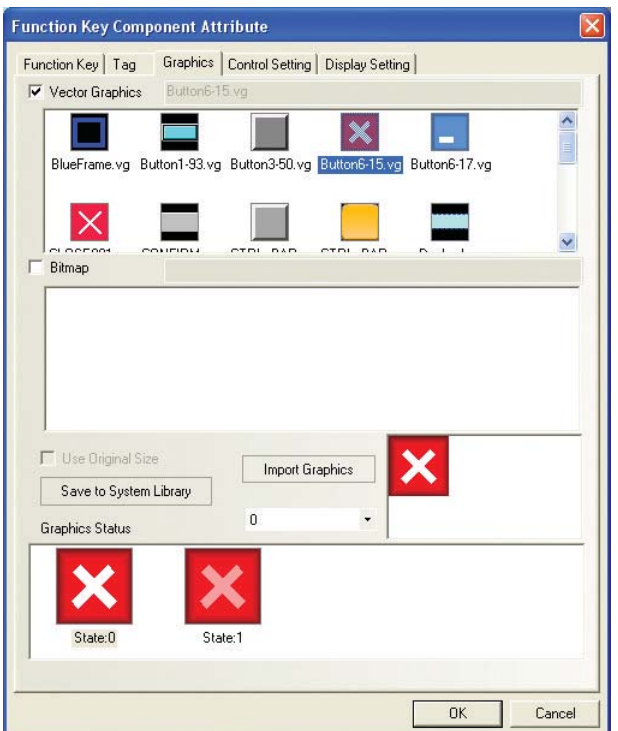 Function Key Component Attribute
Function Key Tag Graphics Control Setting Display Setting
Vector Graphics Button6-15.vg
BlueFrame.vg Button1-93.vg Button3-50.vg Button6-15.vg Button6-17.vg
Bitmap
Use Original Size
Import Graphics
Save to System Library
0
Graphics Status
State:0 State:1
OK Cancel